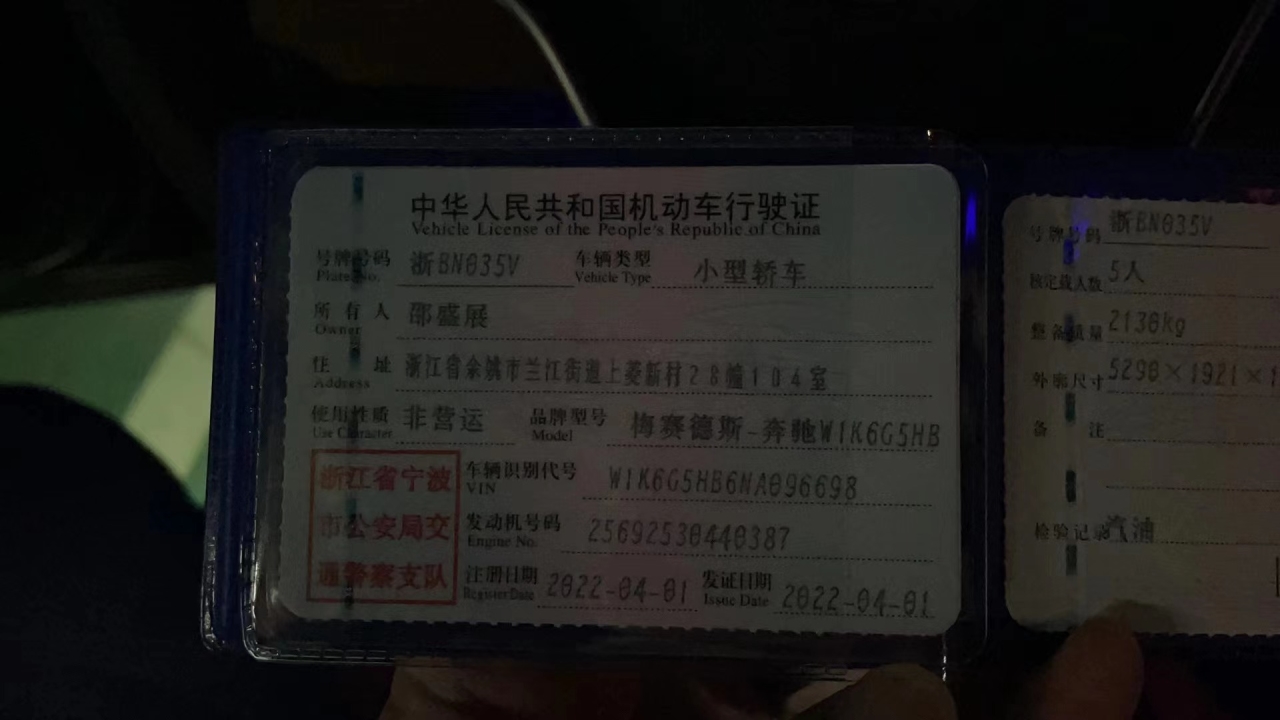 中华人民共和国机动车行驶证
Vehicle License of the People's Republic of China
号牌号码 浙BN035V 车辆类型 小型轿车
Plate No. Vehicle Type
所有人 邵盛展
Owner
住址 浙江省余姚市兰江街道上菱新村28幢104室
Address
使用性质 非营运 品牌型号 梅赛德斯-奔驰W1K6G5HB
Use Character Model
浙江省宁波
市公安局交
通警察支队
车辆识别代号 W1K6G5HB6NA096698
VIN
发动机号码 25692530440387
Engine No.
注册日期 2022-04-01 发证日期 2022-04-01
Register Date Issue Date
号牌号码 浙BN035V
核定载人数 5人
整备质量 2138kg
外廓尺寸 5298×1921×1
备注
检验记录 汽油